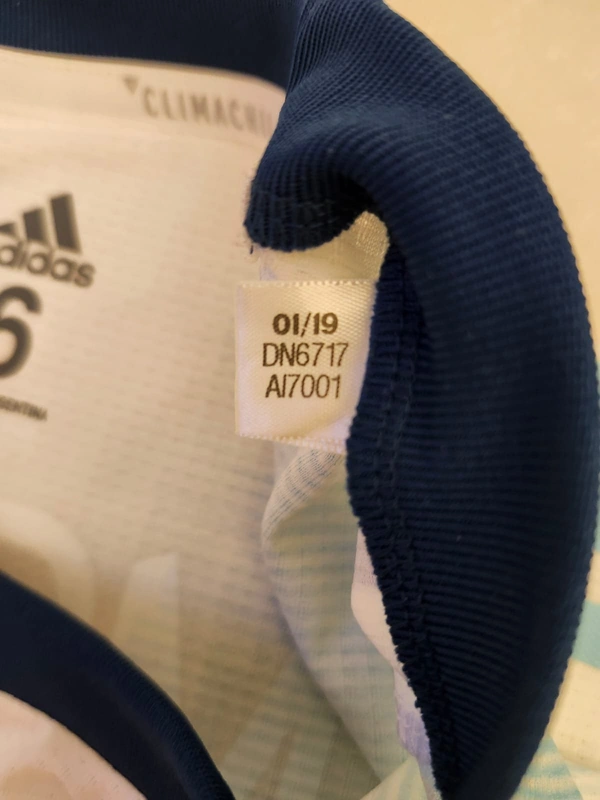 CLIMACHI
adidas
6
01/19
DN6717
AI7001